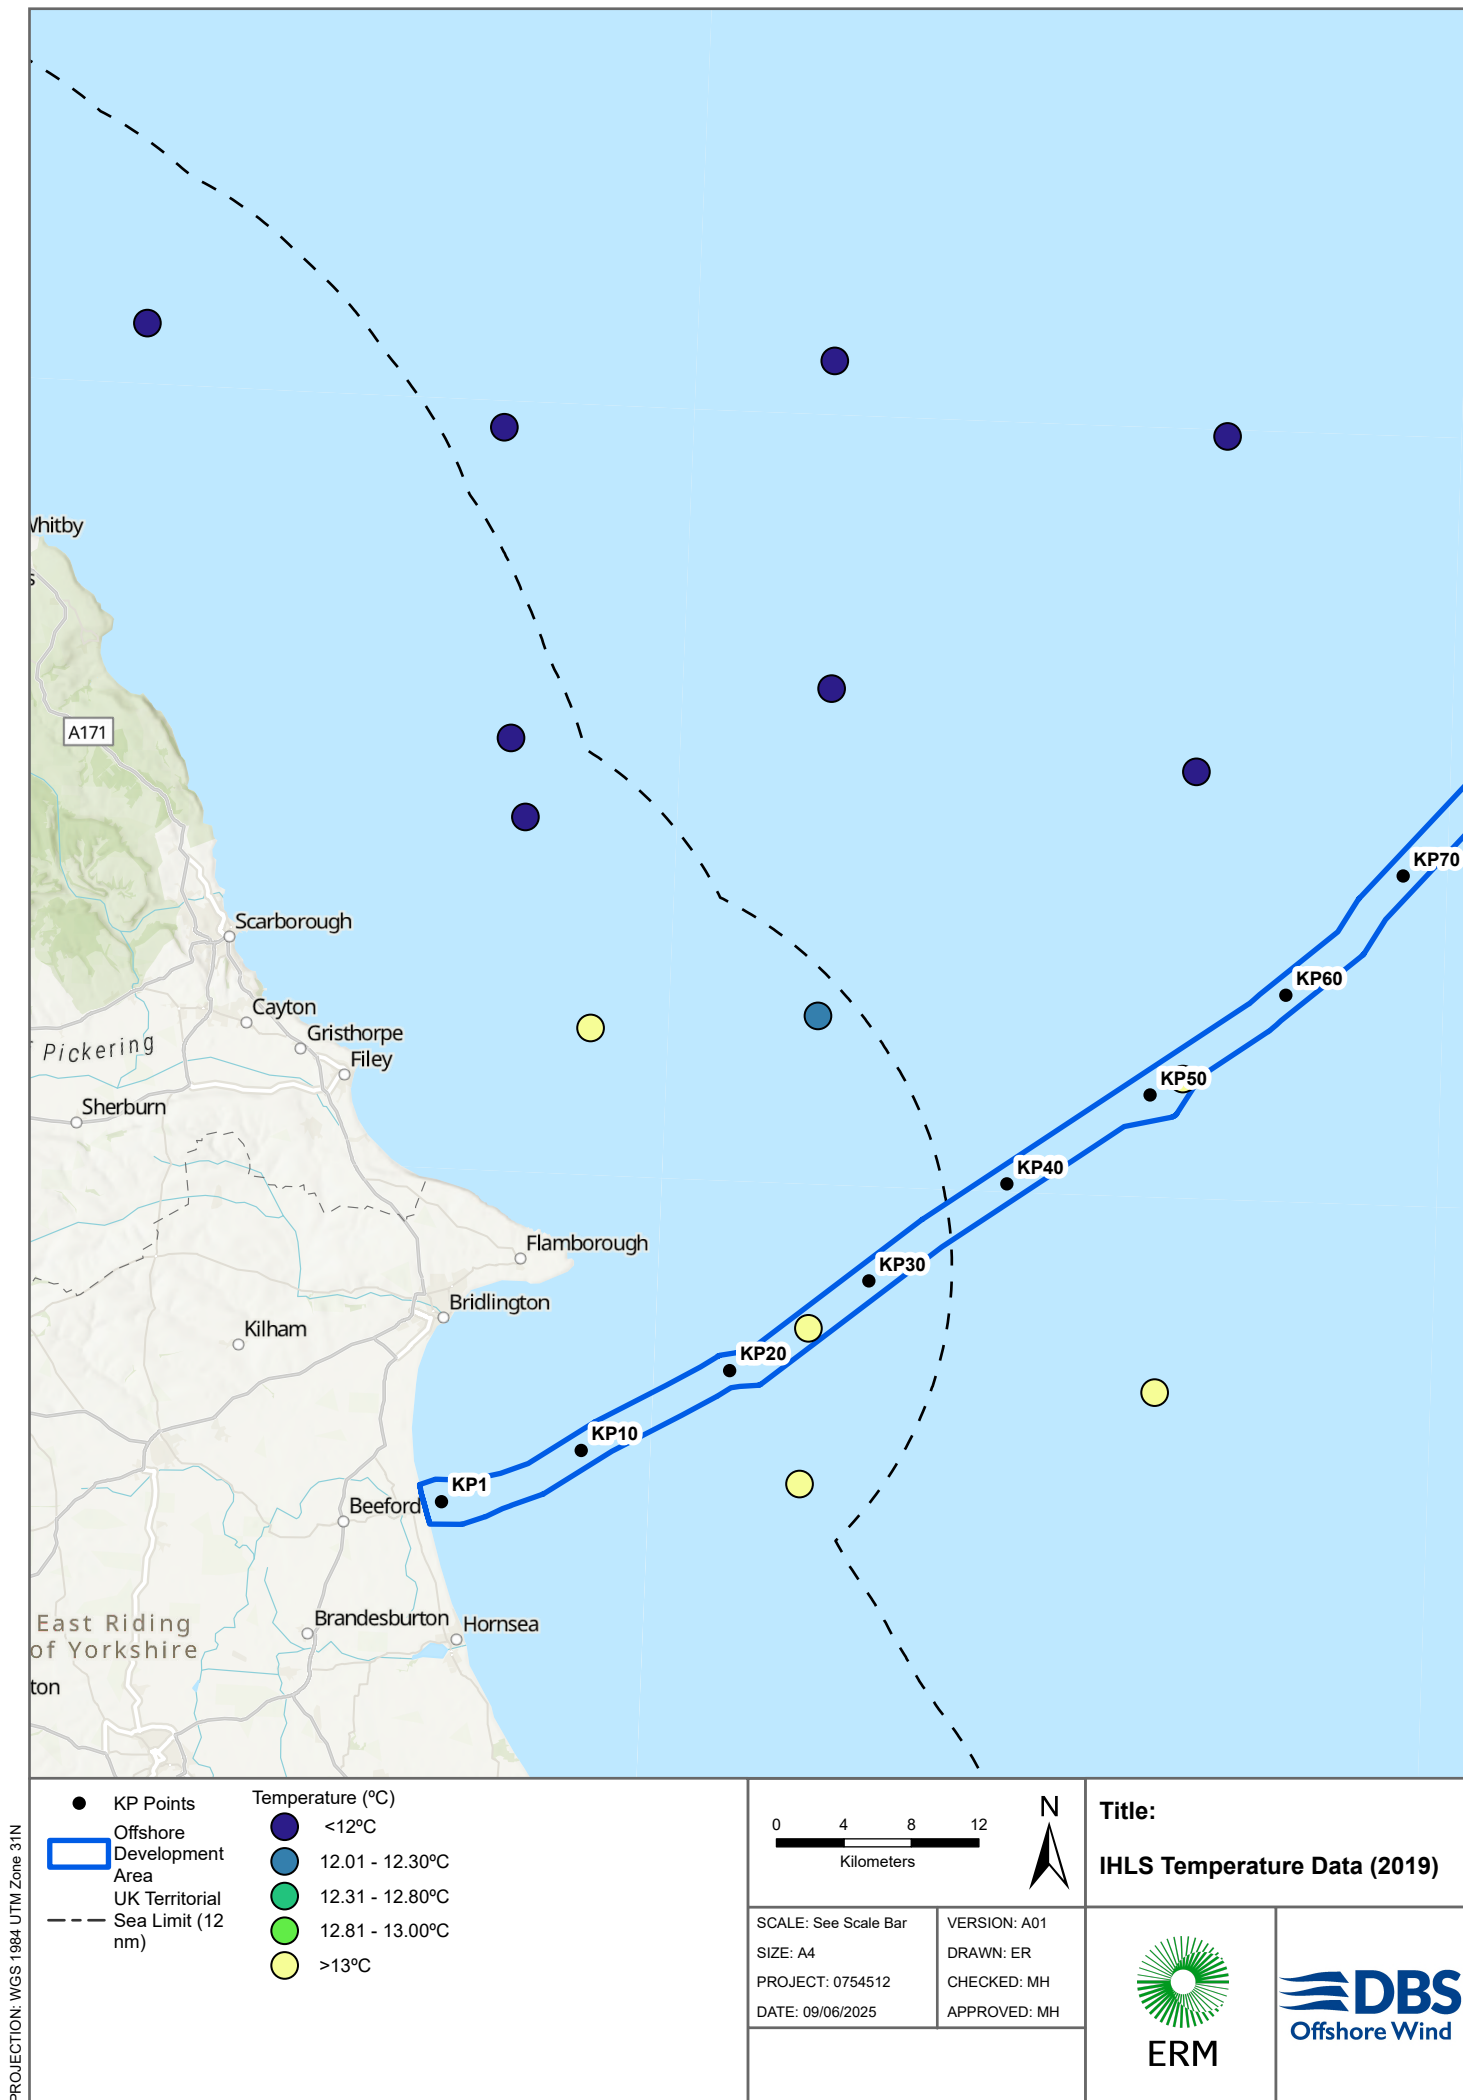 Whitby
s
A171
Scarborough
Cayton
Gristhorpe
Filey
Pickering
Sherburn
Flamborough
Bridlington
Kilham
Beeford
Brandesburton
Hornsea
East Riding
of Yorkshire
ton
KP70
KP60
KP50
KP40
KP30
KP20
KP10
KP1
PROJECTION: WGS 1984 UTM Zone 31N
KP Points
Offshore
Development
Area
UK Territorial
Sea Limit (12
nm)
Temperature (ºC)
<12ºC
12.01 - 12.30ºC
12.31 - 12.80ºC
12.81 - 13.00ºC
>13ºC
0 4 8 12
Kilometers
N
SCALE: See Scale Bar
SIZE: A4
PROJECT: 0754512
DATE: 09/06/2025
VERSION: A01
DRAWN: ER
CHECKED: MH
APPROVED: MH
Title:
IHLS Temperature Data (2019)
ERM
DBS
Offshore Wind